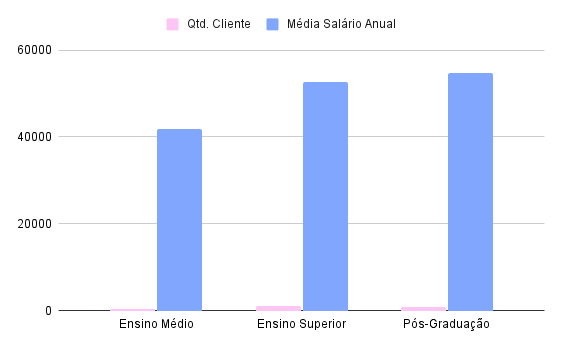 Qtd. Cliente Média Salário Anual
60000
40000
20000
0
Ensino Médio Ensino Superior Pós-Graduação